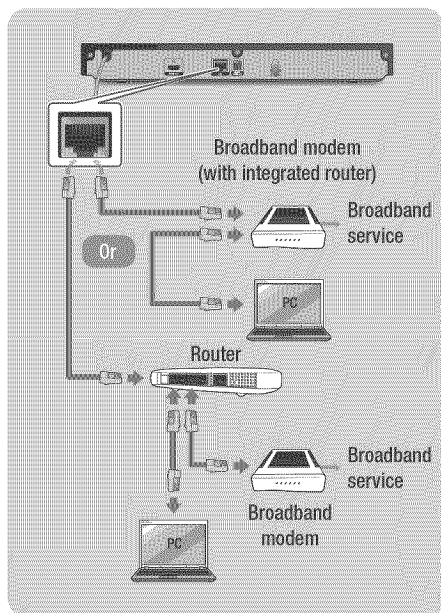 Broadband modem
(with integrated router)
Broadband
service
Or
PC
Router
Broadband
service
Broadband
modem
PC